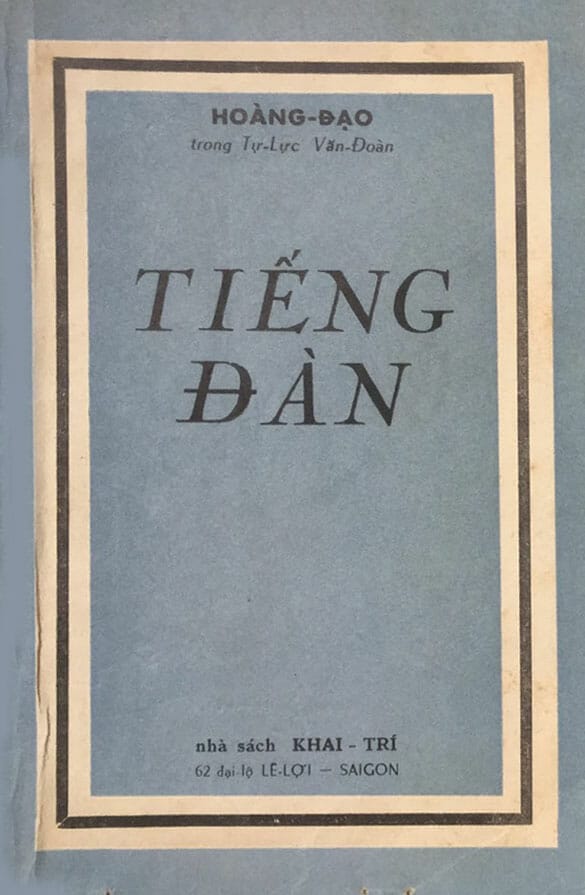 HOÀNG-ĐẠO
trong Tự-Lực Văn-Đoàn
TIẾNG
ĐÀN
nhà sách KHAI - TRÍ
62 đại lộ LÊ-LỢI — SAIGON